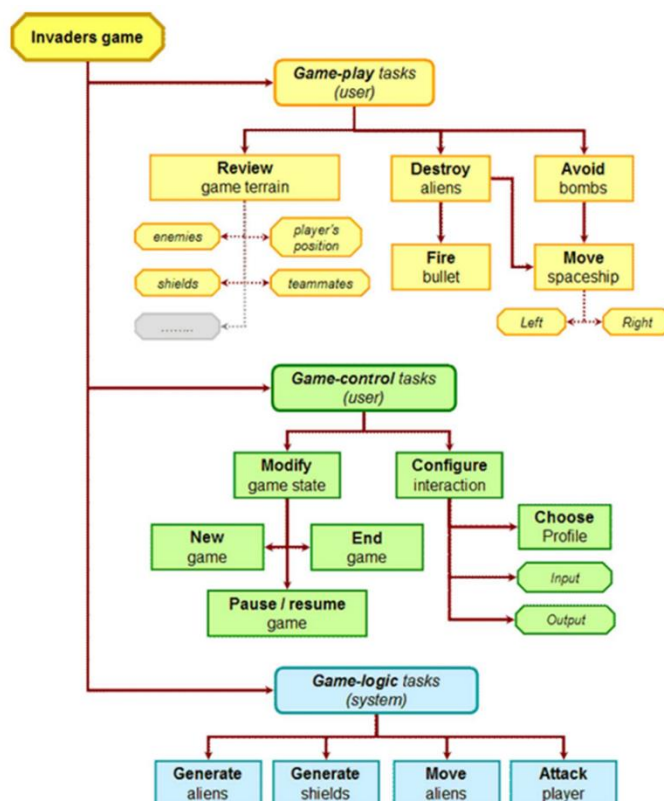 Invaders game
Game-play tasks
(user)
Review
game terrain
Destroy
aliens
Avoid
bombs
enemies
player's
position
shields
teammates
........
Fire
bullet
Move
spaceship
Left
Right
Game-control tasks
(user)
Modify
game state
Configure
interaction
New
game
End
game
Pause / resume
game
Choose
Profile
Input
Output
Game-logic tasks
(system)
Generate
aliens
Generate
shields
Move
aliens
Attack
player